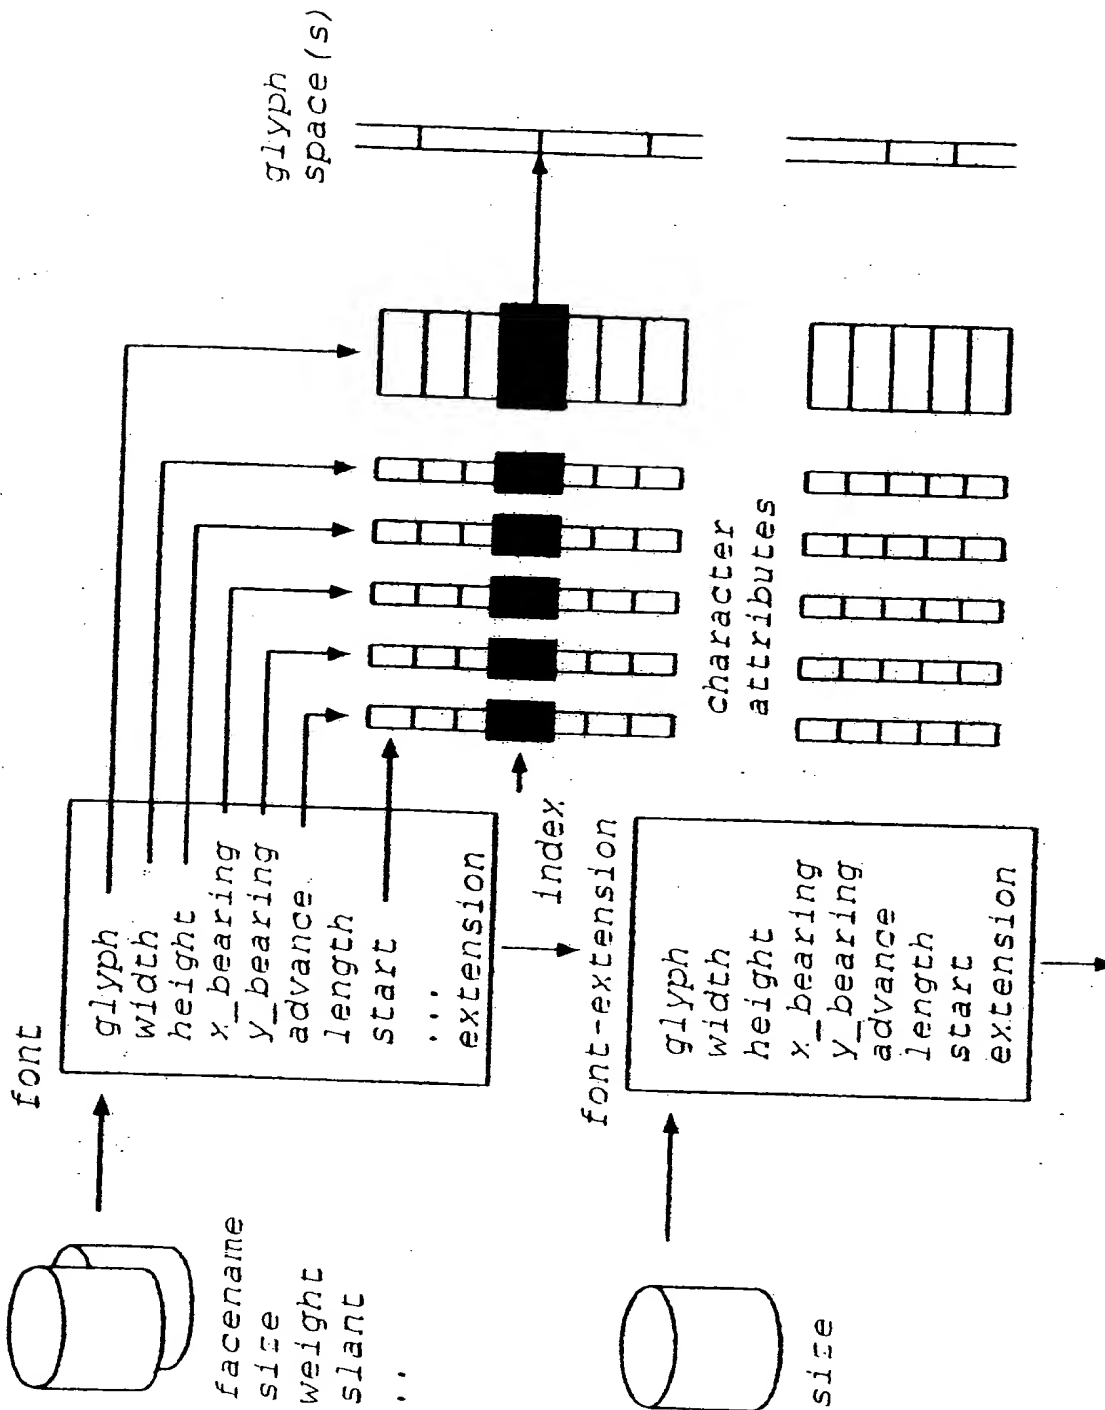 glyph
space(s)
font
glyph
width
height
x_bearing
y_bearing
advance
length
start
...
extension
index
character
attributes
facename
size
weight
slant
..
font-extension
glyph
width
height
x_bearing
y_bearing
advance
length
start
extension
size